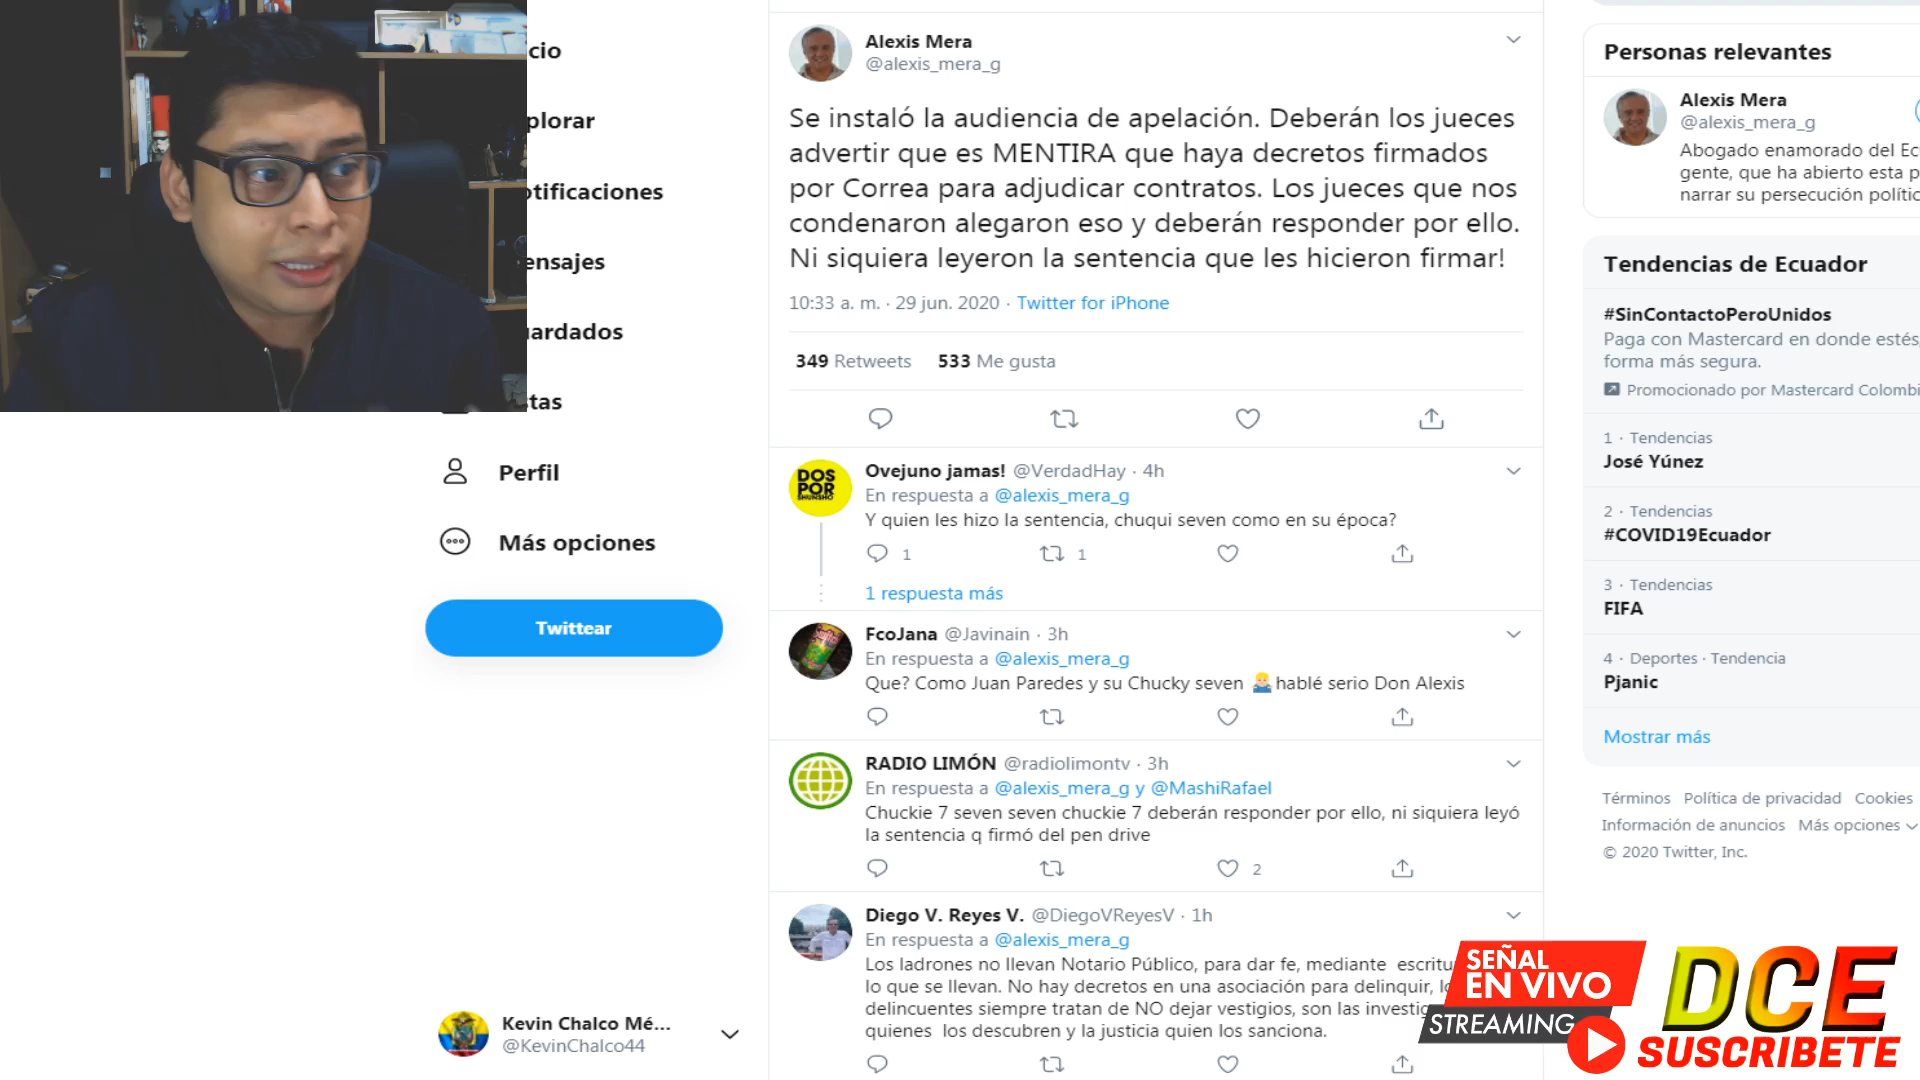 cio
plorar
otificaciones
ensajes
uardados
stas
Perfil
Más opciones
Twittear
Kevin Chalco Mé...
@KevinChalco44
Alexis Mera
@alexis_mera_g
Se instaló la audiencia de apelación. Deberán los jueces
advertir que es MENTIRA que haya decretos firmados
por Correa para adjudicar contratos. Los jueces que nos
condenaron alegaron eso y deberán responder por ello.
Ni siquiera leyeron la sentencia que les hicieron firmar!
10:33 a. m. · 29 jun. 2020 · Twitter for iPhone
349 Retweets 533 Me gusta
DOS
POR
SHUNSHO
Ovejuno jamas! @VerdadHay · 4h
En respuesta a @alexis_mera_g
Y quien les hizo la sentencia, chuqui seven como en su época?
1 1
1 respuesta más
FcoJana @Javinain · 3h
En respuesta a @alexis_mera_g
Que? Como Juan Paredes y su Chucky seven 🤷🏼‍♂️hablé serio Don Alexis
RADIO LIMÓN @radiolimontv · 3h
En respuesta a @alexis_mera_g y @MashiRafael
Chuckie 7 seven seven chuckie 7 deberán responder por ello, ni siquiera leyó
la sentencia q firmó del pen drive
2
Diego V. Reyes V. @DiegoVReyesV · 1h
En respuesta a @alexis_mera_g
Los ladrones no llevan Notario Público, para dar fe, mediante escritu
lo que se llevan. No hay decretos en una asociación para delinquir, lo
delincuentes siempre tratan de NO dejar vestigios, son las investig
quienes los descubren y la justicia quien los sanciona.
Personas relevantes
Alexis Mera
@alexis_mera_g
Abogado enamorado del Ec
gente, que ha abierto esta p
narrar su persecución polític
Tendencias de Ecuador
#SinContactoPeroUnidos
Paga con Mastercard en donde estés,
forma más segura.
Promocionado por Mastercard Colombi
1 · Tendencias
José Yúnez
2 · Tendencias
#COVID19Ecuador
3 · Tendencias
FIFA
4 · Deportes · Tendencia
Pjanic
Mostrar más
Términos Política de privacidad Cookies
Información de anuncios Más opciones
© 2020 Twitter, Inc.
SEÑAL
EN VIVO
STREAMING
DCE
SUSCRIBETE